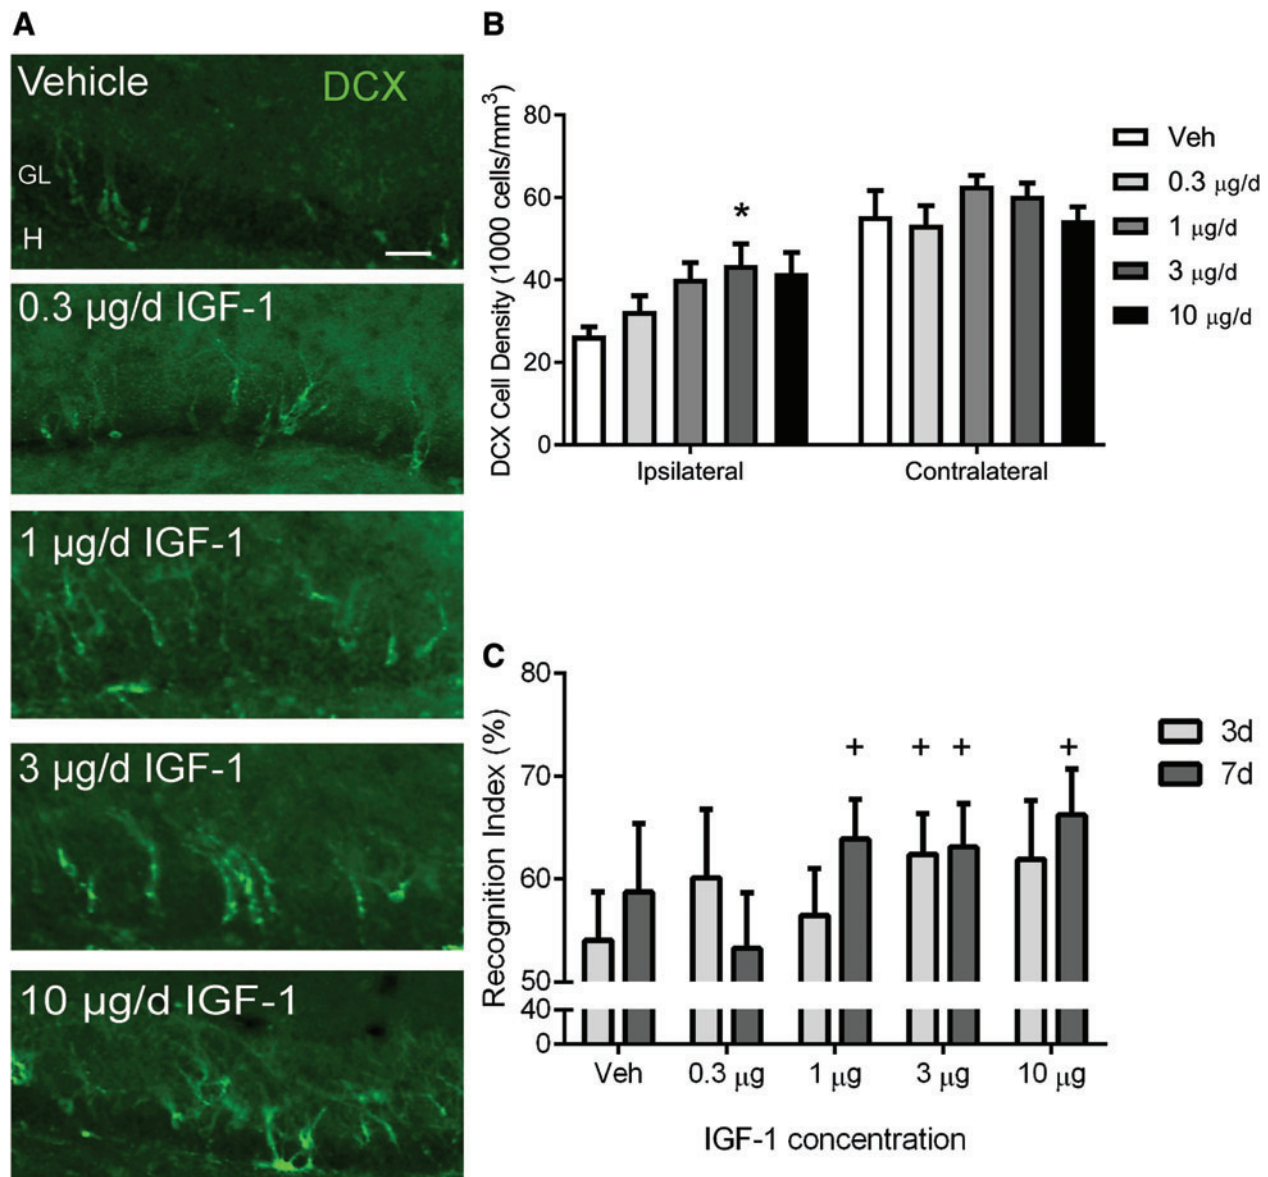 A
Vehicle
DCX
GL
H
0.3 µg/d IGF-1
1 µg/d IGF-1
3 µg/d IGF-1
10 µg/d IGF-1
B
DCX Cell Density (1000 cells/mm³)
80
60
40
20
0
*
Ipsilateral
Contralateral
Veh
0.3 µg/d
1 µg/d
3 µg/d
10 µg/d
C
Recognition Index (%)
80
70
60
50
40
0
+ + + +
Veh
0.3 µg
1 µg
3 µg
10 µg
IGF-1 concentration
3d
7d